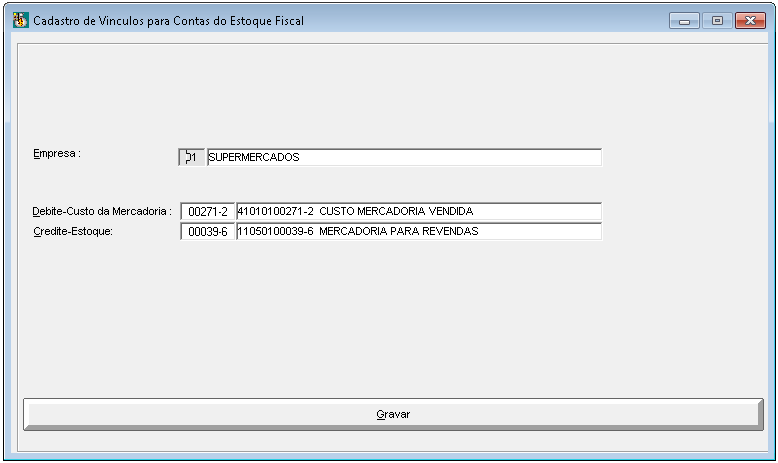 Cadastro de Vinculos para Contas do Estoque Fiscal
Empresa : 1 SUPERMERCADOS
Debite-Custo da Mercadoria : 00271-2 41010100271-2 CUSTO MERCADORIA VENDIDA
Credite-Estoque: 00039-6 11050100039-6 MERCADORIA PARA REVENDAS
Gravar